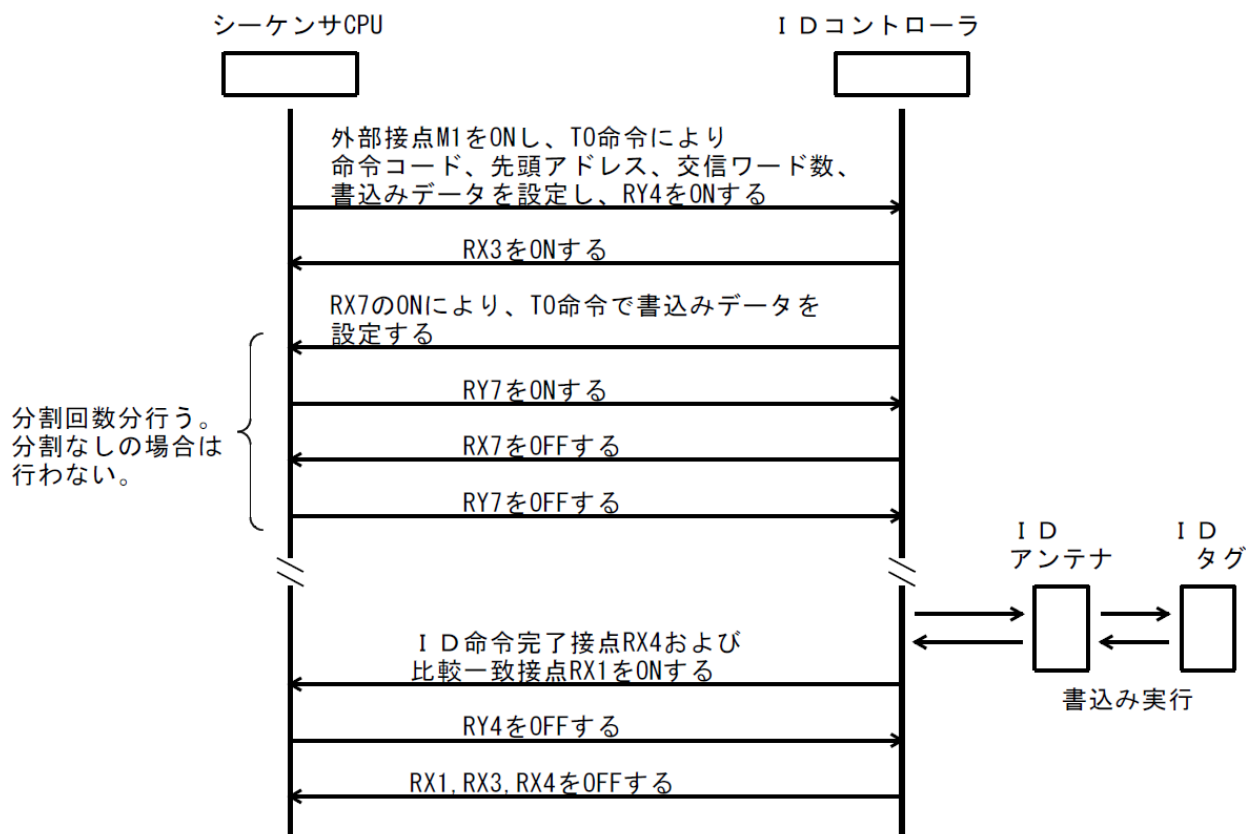 シーケンサCPU
ＩＤコントローラ
外部接点M1をONし、TO命令により
命令コード、先頭アドレス、交信ワード数、
書込みデータを設定し、RY4をONする
RX3をONする
RX7のONにより、TO命令で書込みデータを
設定する
RY7をONする
分割回数分行う。
分割なしの場合は
行わない。
RX7をOFFする
RY7をOFFする
ＩＤ
アンテナ
ＩＤ
タグ
ＩＤ命令完了接点RX4および
比較一致接点RX1をONする
書込み実行
RY4をOFFする
RX1,RX3,RX4をOFFする